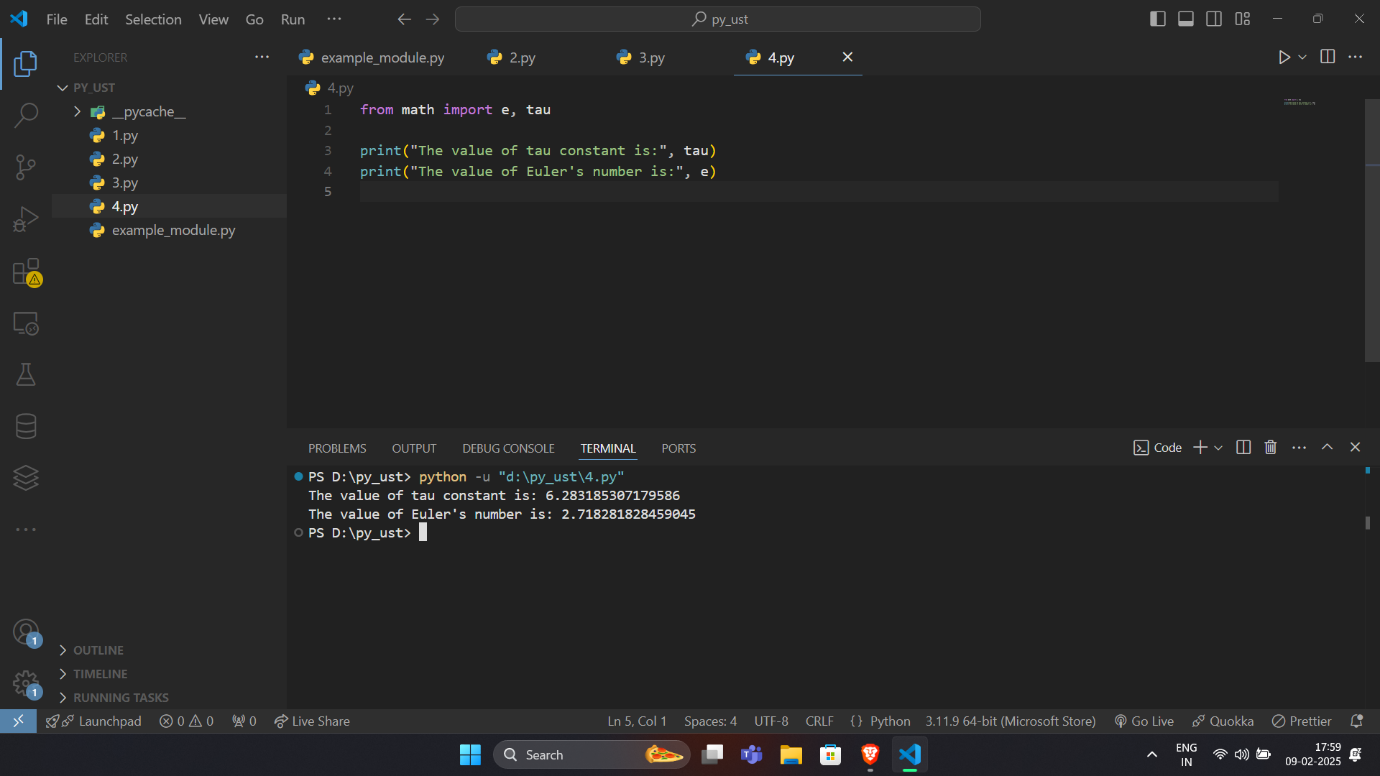 File Edit Selection View Go Run ··· py_ust
EXPLORER ···
PY_UST
__pycache__
1.py
2.py
3.py
4.py
example_module.py
example_module.py 2.py 3.py 4.py
4.py
1 from math import e, tau
2
3 print("The value of tau constant is:", tau)
4 print("The value of Euler's number is:", e)
5
PROBLEMS OUTPUT DEBUG CONSOLE TERMINAL PORTS Code
PS D:\py_ust> python -u "d:\py_ust\4.py"
The value of tau constant is: 6.283185307179586
The value of Euler's number is: 2.718281828459045
PS D:\py_ust>
1
1
OUTLINE
TIMELINE
RUNNING TASKS
Launchpad 0 0 0 Live Share Ln 5, Col 1 Spaces: 4 UTF-8 CRLF {} Python 3.11.9 64-bit (Microsoft Store) Go Live Quokka Prettier
Search
ENG
IN
17:59
09-02-2025